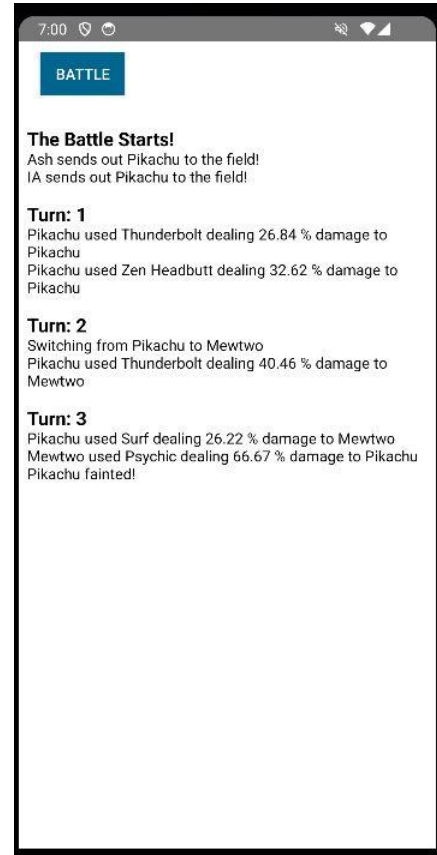 7:00
BATTLE
The Battle Starts!
Ash sends out Pikachu to the field!
IA sends out Pikachu to the field!
Turn: 1
Pikachu used Thunderbolt dealing 26.84 % damage to
Pikachu
Pikachu used Zen Headbutt dealing 32.62 % damage to
Pikachu
Turn: 2
Switching from Pikachu to Mewtwo
Pikachu used Thunderbolt dealing 40.46 % damage to
Mewtwo
Turn: 3
Pikachu used Surf dealing 26.22 % damage to Mewtwo
Mewtwo used Psychic dealing 66.67 % damage to Pikachu
Pikachu fainted!